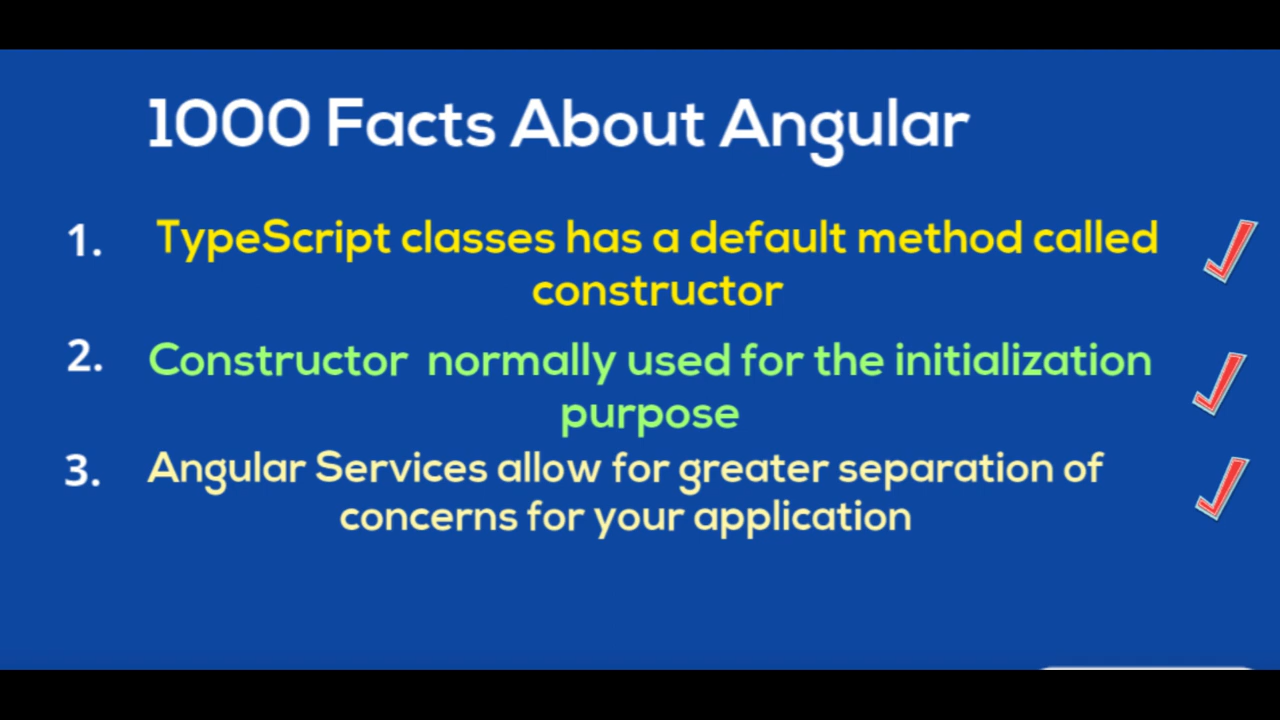 1000 Facts About Angular
1. TypeScript classes has a default method called
constructor
2. Constructor normally used for the initialization
purpose
3. Angular Services allow for greater separation of
concerns for your application